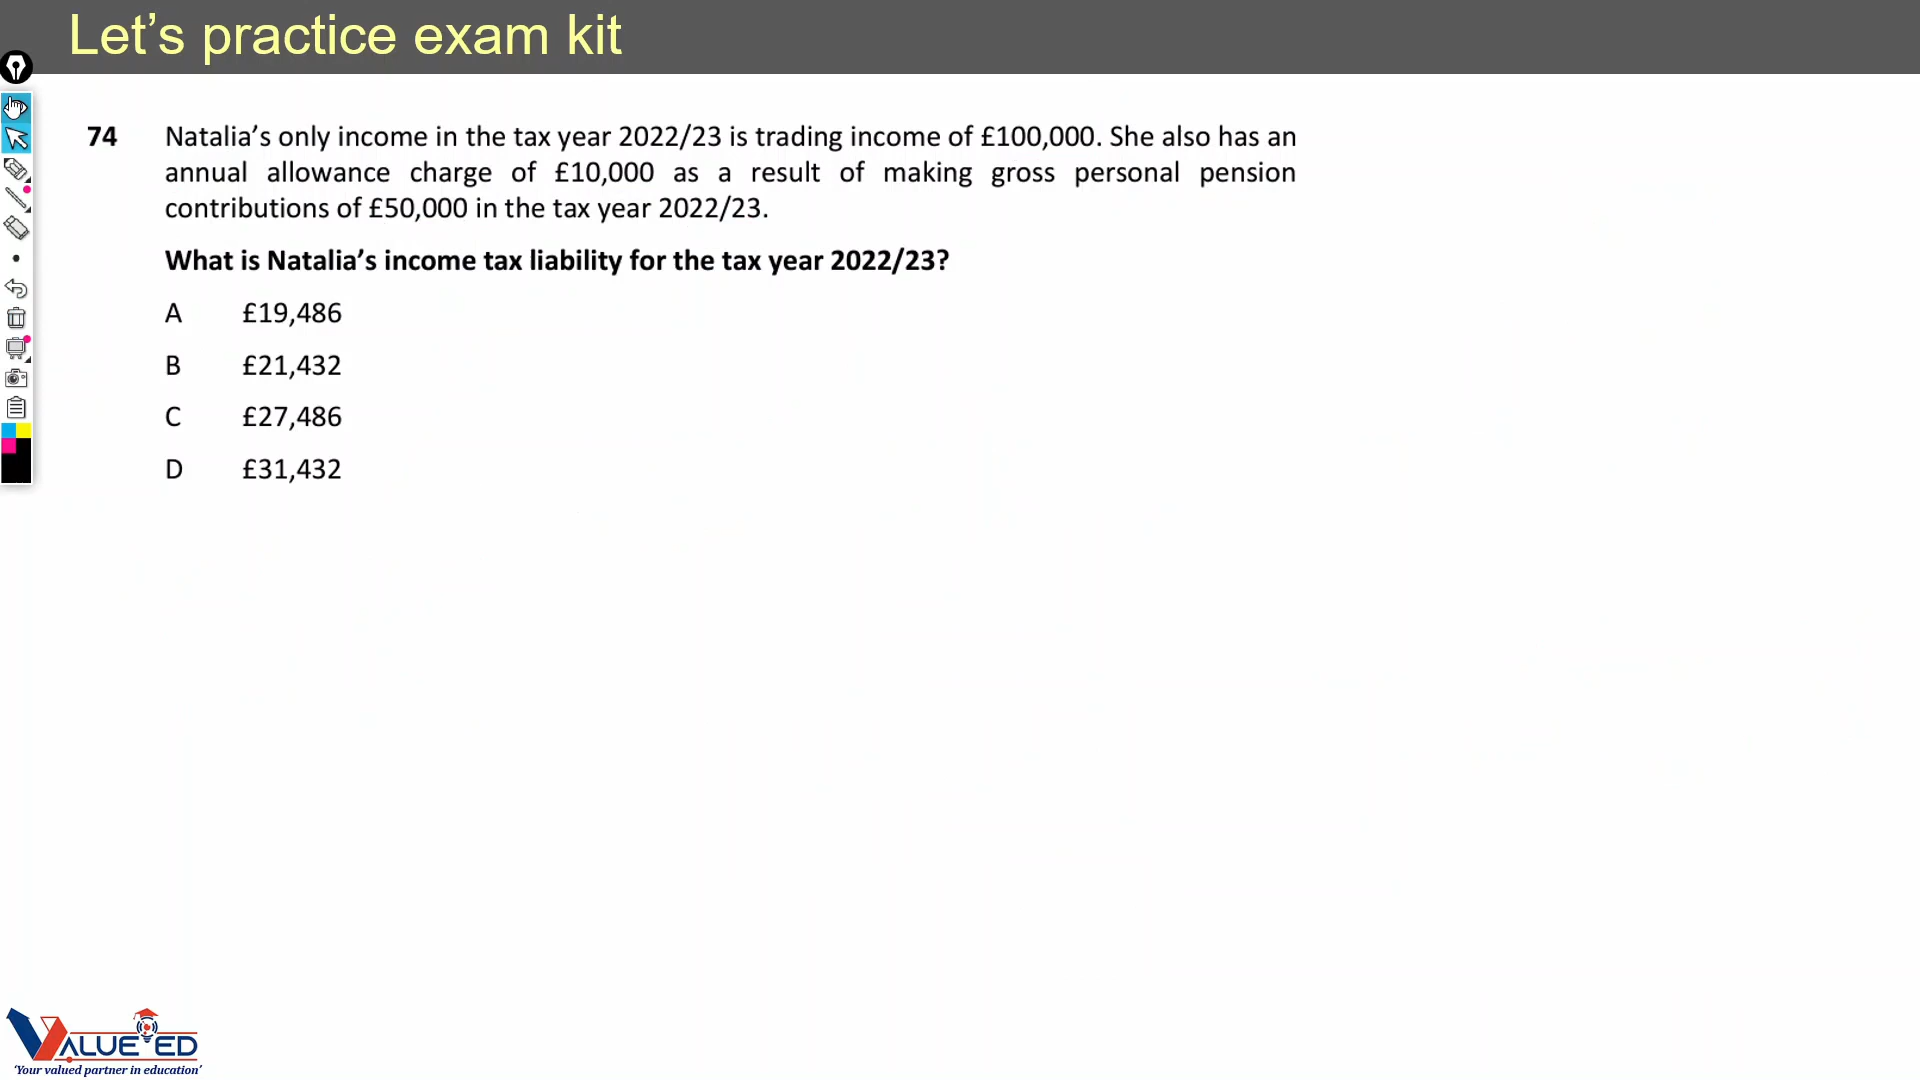 Let's practice exam kit
74 Natalia's only income in the tax year 2022/23 is trading income of £100,000. She also has an
annual allowance charge of £10,000 as a result of making gross personal pension
contributions of £50,000 in the tax year 2022/23.
What is Natalia's income tax liability for the tax year 2022/23?
A £19,486
B £21,432
C £27,486
D £31,432
VALUE ED
'Your valued partner in education'